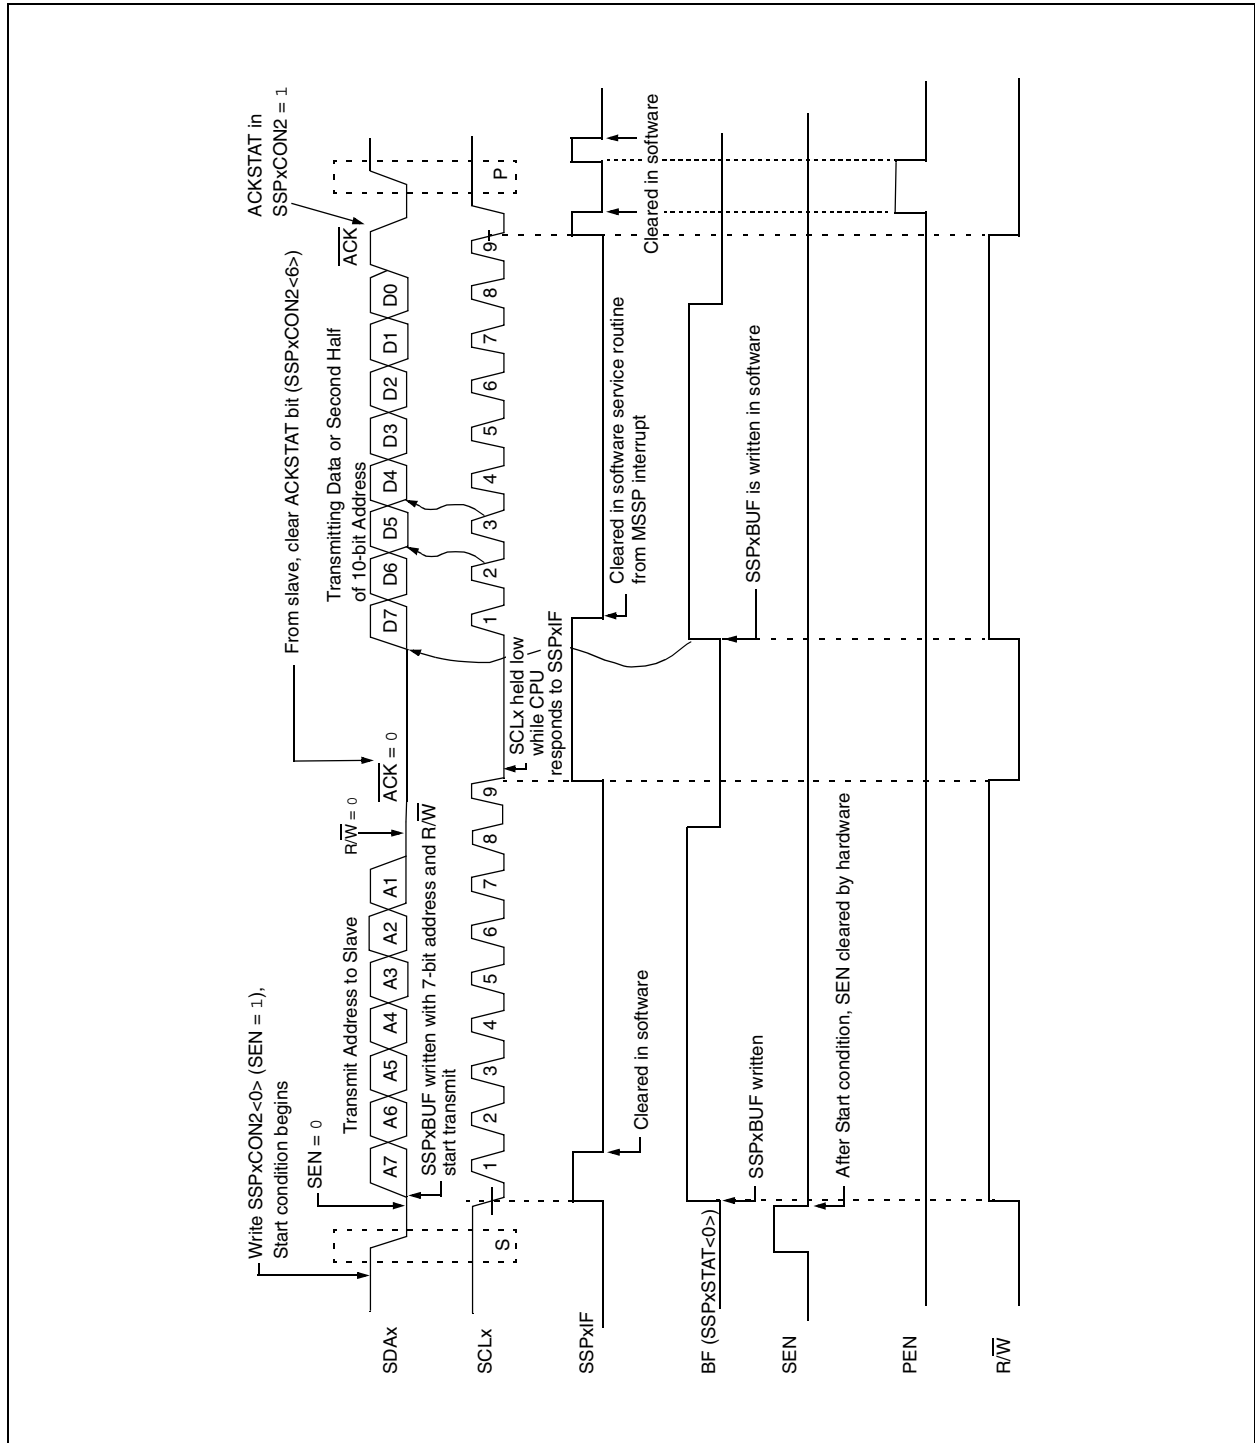 Write SSPxCON2<0> (SEN = 1),
Start condition begins
SEN = 0
From slave, clear ACKSTAT bit (SSPxCON2<6>)
ACKSTAT in
SSPxCON2 = 1
Transmit Address to Slave
R/W = 0
ACK = 0
Transmitting Data or Second Half
of 10-bit Address
ACK
SDAx
A7 A6 A5 A4 A3 A2 A1
D7 D6 D5 D4 D3 D2 D1 D0
SSPxBUF written with 7-bit address and R/W
start transmit
SCLx
S
1 2 3 4 5 6 7 8 9
1 2 3 4 5 6 7 8 9
P
SCLx held low
while CPU
responds to SSPxIF
SSPxIF
Cleared in software
Cleared in software service routine
from MSSP interrupt
Cleared in software
BF (SSPxSTAT<0>)
SSPxBUF written
SSPxBUF is written in software
SEN
After Start condition, SEN cleared by hardware
PEN
R/W